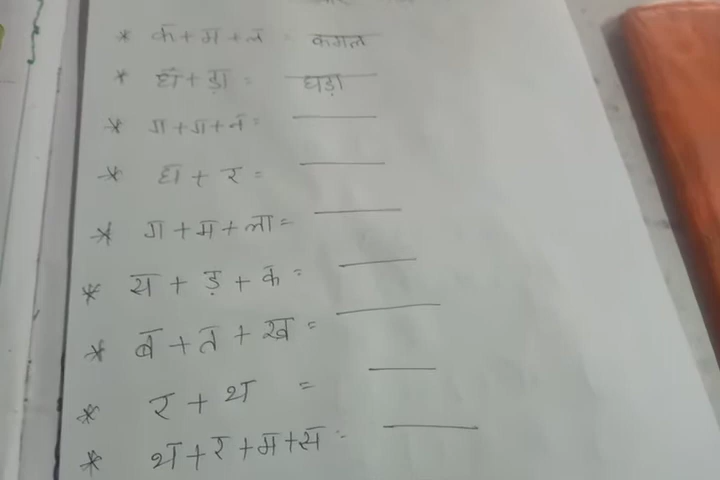 * क + म + ल = कमल
* घ + ड़ा = घड़ा
* ग + ग + न =
* घ + र =
* ग + म + ला =
* स + ड़ + क =
* ब + त + ख =
* र + थ =
* थ + र + म + स =